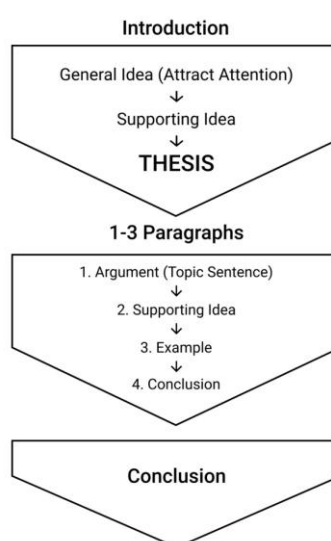 Introduction
General Idea (Attract Attention)
↓
Supporting Idea
↓
THESIS
1-3 Paragraphs
1. Argument (Topic Sentence)
↓
2. Supporting Idea
↓
3. Example
↓
4. Conclusion
Conclusion